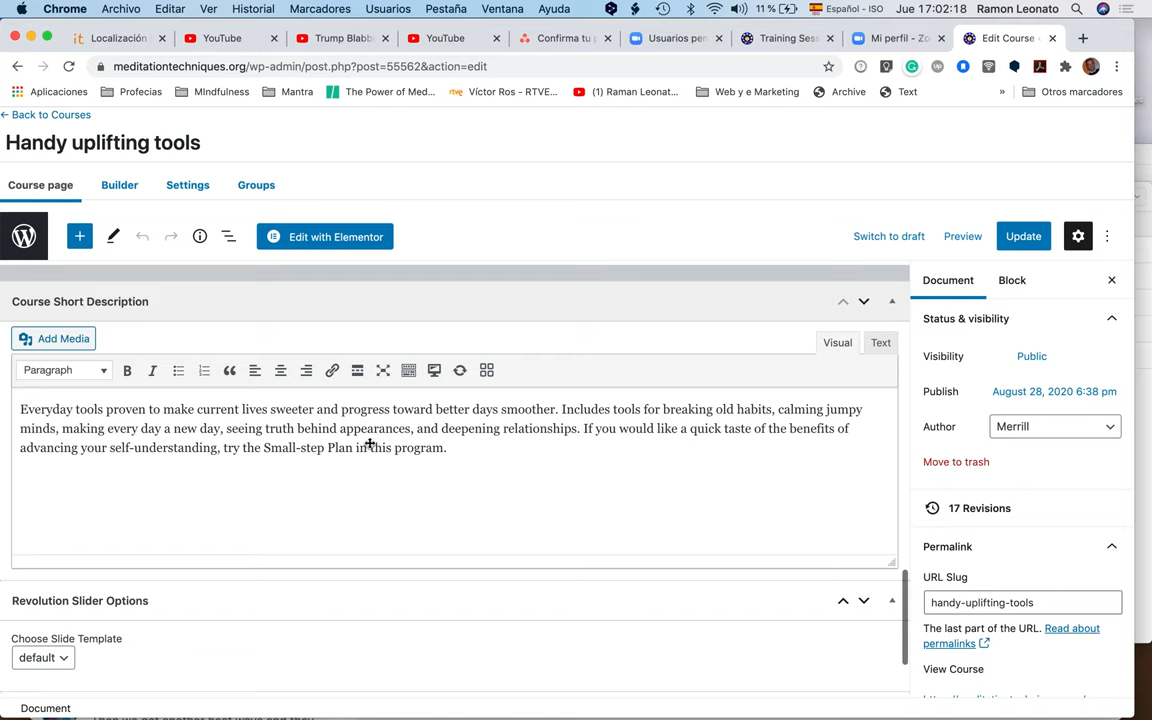 Chrome Archivo Editar Ver Historial Marcadores Usuarios Pestaña Ventana Ayuda 11 % Español - ISO Jue 17:02:18 Ramon Leonato
Localización YouTube Trump Blabb YouTube Confirma tu p Usuarios pen Training Sess Mi perfil - Zo Edit Course
meditationtechniques.org/wp-admin/post.php?post=55562&action=edit
Aplicaciones Profecias MIndfulness Mantra The Power of Med... Víctor Ros - RTVE... (1) Raman Leonat... Web y e Marketing Archive Text » Otros marcadores
← Back to Courses
Handy uplifting tools
Course page Builder Settings Groups
Edit with Elementor Switch to draft Preview Update
Course Short Description
Add Media
Visual Text
Paragraph
Everyday tools proven to make current lives sweeter and progress toward better days smoother. Includes tools for breaking old habits, calming jumpy
minds, making every day a new day, seeing truth behind appearances, and deepening relationships. If you would like a quick taste of the benefits of
advancing your self-understanding, try the Small-step Plan in this program.
Revolution Slider Options
Choose Slide Template
default
Document
Document Block
Status & visibility
Visibility Public
Publish August 28, 2020 6:38 pm
Author Merrill
Move to trash
17 Revisions
Permalink
URL Slug
handy-uplifting-tools
The last part of the URL. Read about
permalinks
View Course